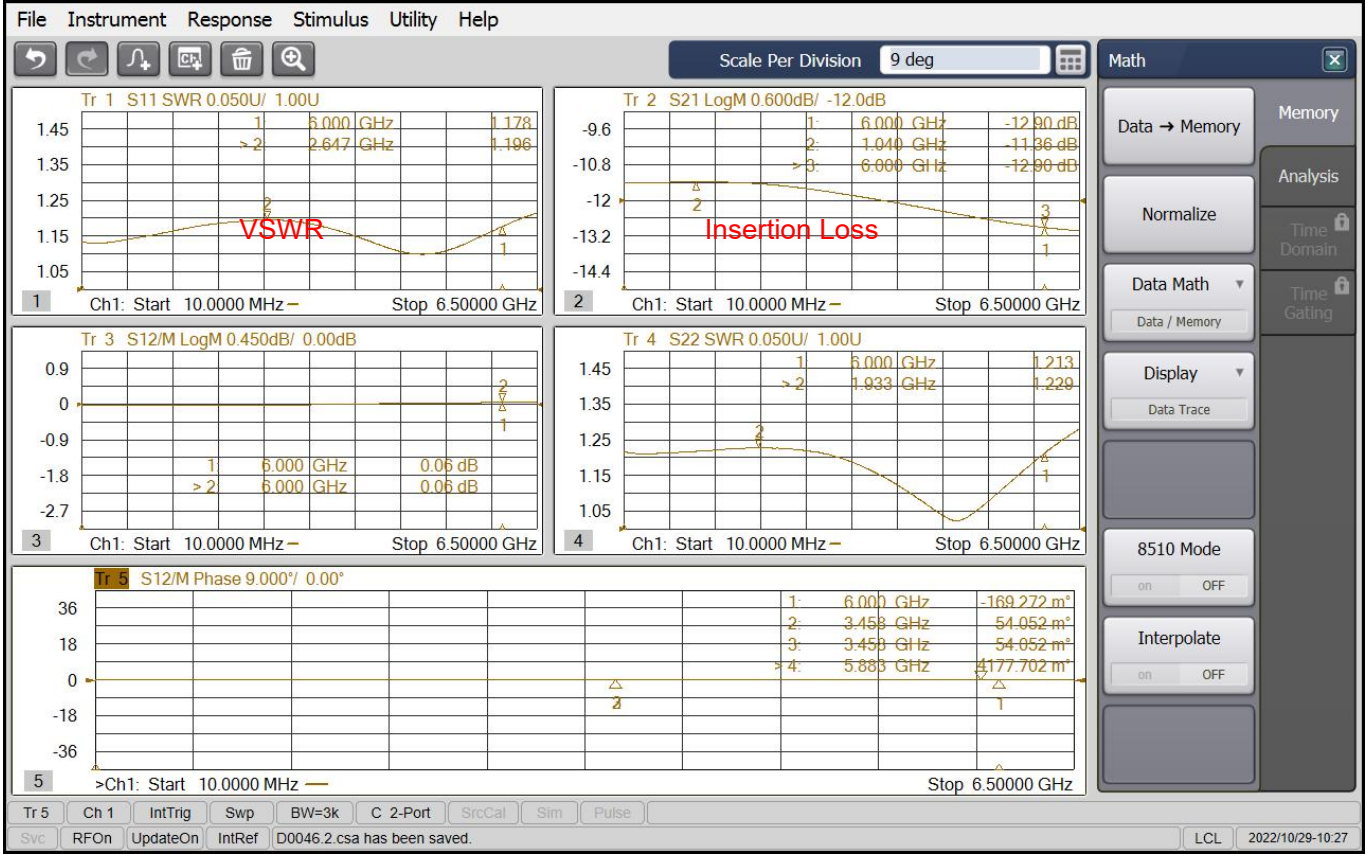 File Instrument Response Stimulus Utility Help
Scale Per Division 9 deg
Math
Tr 1 S11 SWR 0.050U/ 1.00U
1: 6.000 GHz 1.178
> 2: 2.647 GHz 1.196
1.45
1.35
1.25
1.15
1.05
2
VSWR
1
1 Ch1: Start 10.0000 MHz Stop 6.50000 GHz
Tr 2 S21 LogM 0.600dB/ -12.0dB
1: 6.000 GHz -12.90 dB
2: 1.040 GHz -11.36 dB
> 3: 6.000 GHz -12.90 dB
-9.6
-10.8
-12
-13.2
-14.4
2
3
Insertion Loss
1
2 Ch1: Start 10.0000 MHz Stop 6.50000 GHz
Tr 3 S12/M LogM 0.450dB/ 0.00dB
0.9
0
-0.9
-1.8
-2.7
2
1
1: 6.000 GHz 0.06 dB
> 2: 6.000 GHz 0.06 dB
3 Ch1: Start 10.0000 MHz Stop 6.50000 GHz
Tr 4 S22 SWR 0.050U/ 1.00U
1: 6.000 GHz 1.213
> 2: 1.933 GHz 1.229
1.45
1.35
1.25
1.15
1.05
2
1
4 Ch1: Start 10.0000 MHz Stop 6.50000 GHz
Tr 5 S12/M Phase 9.000°/ 0.00°
1: 6.000 GHz -169.272 m°
2: 3.458 GHz 54.052 m°
3: 3.458 GHz 54.052 m°
> 4: 5.883 GHz 177.702 m°
36
18
0
-18
-36
4
1
5 >Ch1: Start 10.0000 MHz Stop 6.50000 GHz
Data → Memory
Normalize
Data Math
Data / Memory
Display
Data Trace
8510 Mode
on OFF
Interpolate
on OFF
Memory
Analysis
Time
Domain
Time
Gating
Tr 5 Ch 1 IntTrig Swp BW=3k C 2-Port SrcCal Sim Pulse
Svc RFOn UpdateOn IntRef D0046.2.csa has been saved. LCL 2022/10/29-10:27